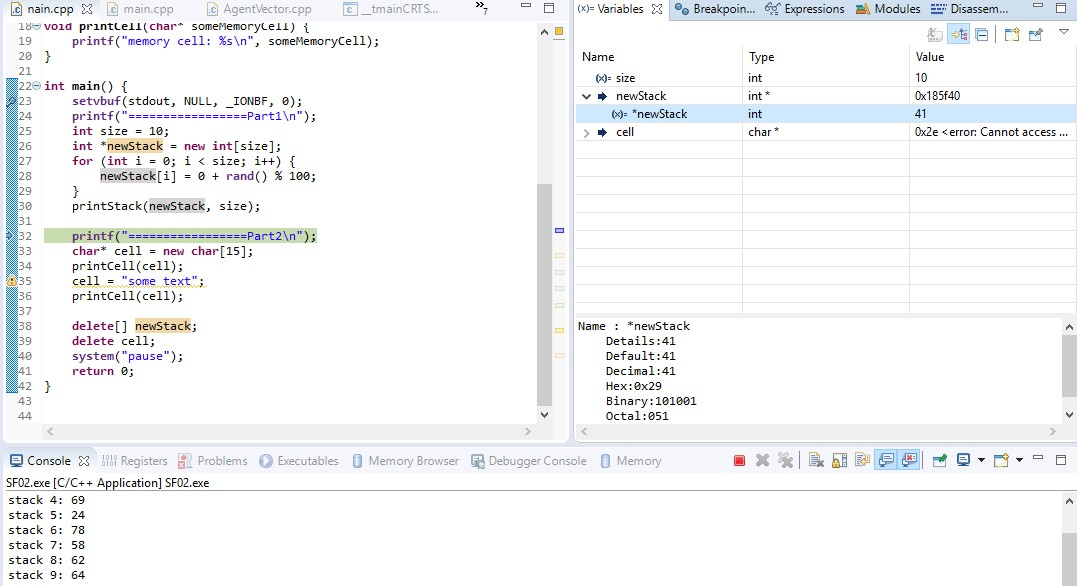 nain.cpp main.cpp AgentVector.cpp __tmainCRTS... »7
18 void printCell(char* someMemoryCell) {
19 printf("memory cell: %s\n", someMemoryCell);
20 }
21
22 int main() {
23 setvbuf(stdout, NULL, _IONBF, 0);
24 printf("=================Part1\n");
25 int size = 10;
26 int *newStack = new int[size];
27 for (int i = 0; i < size; i++) {
28 newStack[i] = 0 + rand() % 100;
29 }
30 printStack(newStack, size);
31
32 printf("=================Part2\n");
33 char* cell = new char[15];
34 printCell(cell);
35 cell = "some text";
36 printCell(cell);
37
38 delete[] newStack;
39 delete cell;
40 system("pause");
41 return 0;
42 }
43
44
(x)= Variables Breakpoin... Expressions Modules Disassem...
Name Type Value
(x)= size int 10
newStack int * 0x185f40
(x)= *newStack int 41
cell char * 0x2e <error: Cannot access ...
Name : *newStack
Details:41
Default:41
Decimal:41
Hex:0x29
Binary:101001
Octal:051
Console Registers Problems Executables Memory Browser Debugger Console Memory
SF02.exe [C/C++ Application] SF02.exe
stack 4: 69
stack 5: 24
stack 6: 78
stack 7: 58
stack 8: 62
stack 9: 64